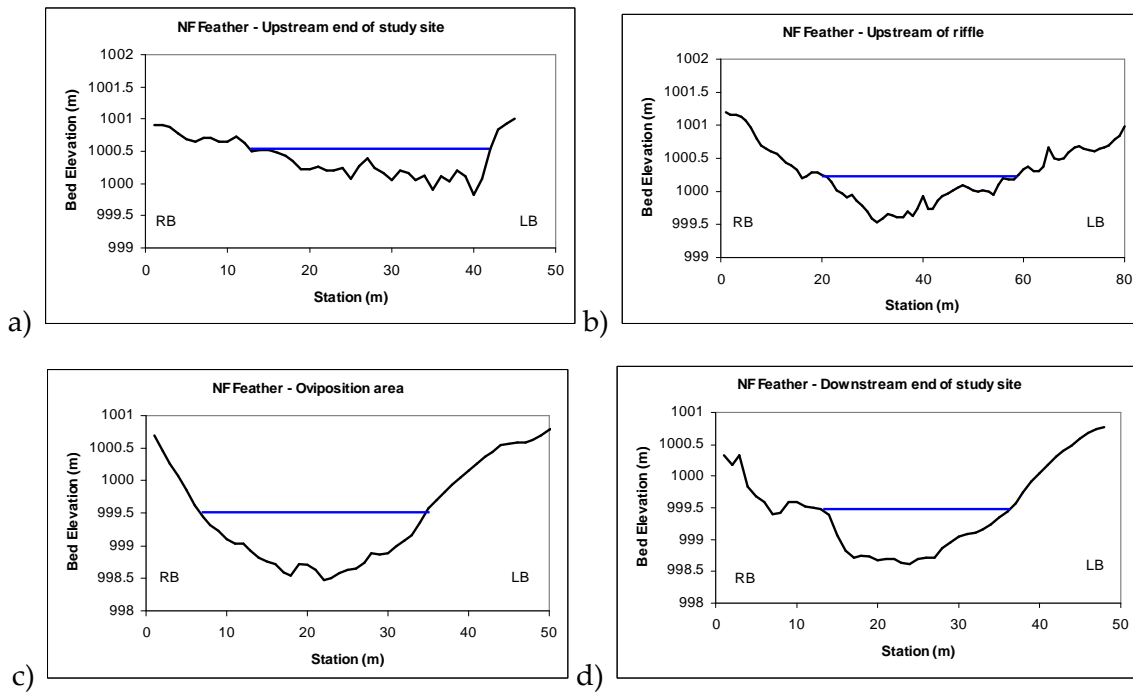 NF Feather - Upstream end of study site
1002
1001.5
1001
1000.5
1000
999.5
999
Bed Elevation (m)
RB
LB
0 10 20 30 40 50
Station (m)
a)
NF Feather - Upstream of riffle
1002
1001.5
1001
1000.5
1000
999.5
999
Bed Elevation (m)
RB
LB
0 20 40 60 80
Station (m)
b)
NF Feather - Oviposition area
1001
1000.5
1000
999.5
999
998.5
998
Bed Elevation (m)
RB
LB
0 10 20 30 40 50
Station (m)
c)
NF Feather - Downstream end of study site
1001
1000.5
1000
999.5
999
998.5
998
Bed Elevation (m)
RB
LB
0 10 20 30 40 50
Station (m)
d)